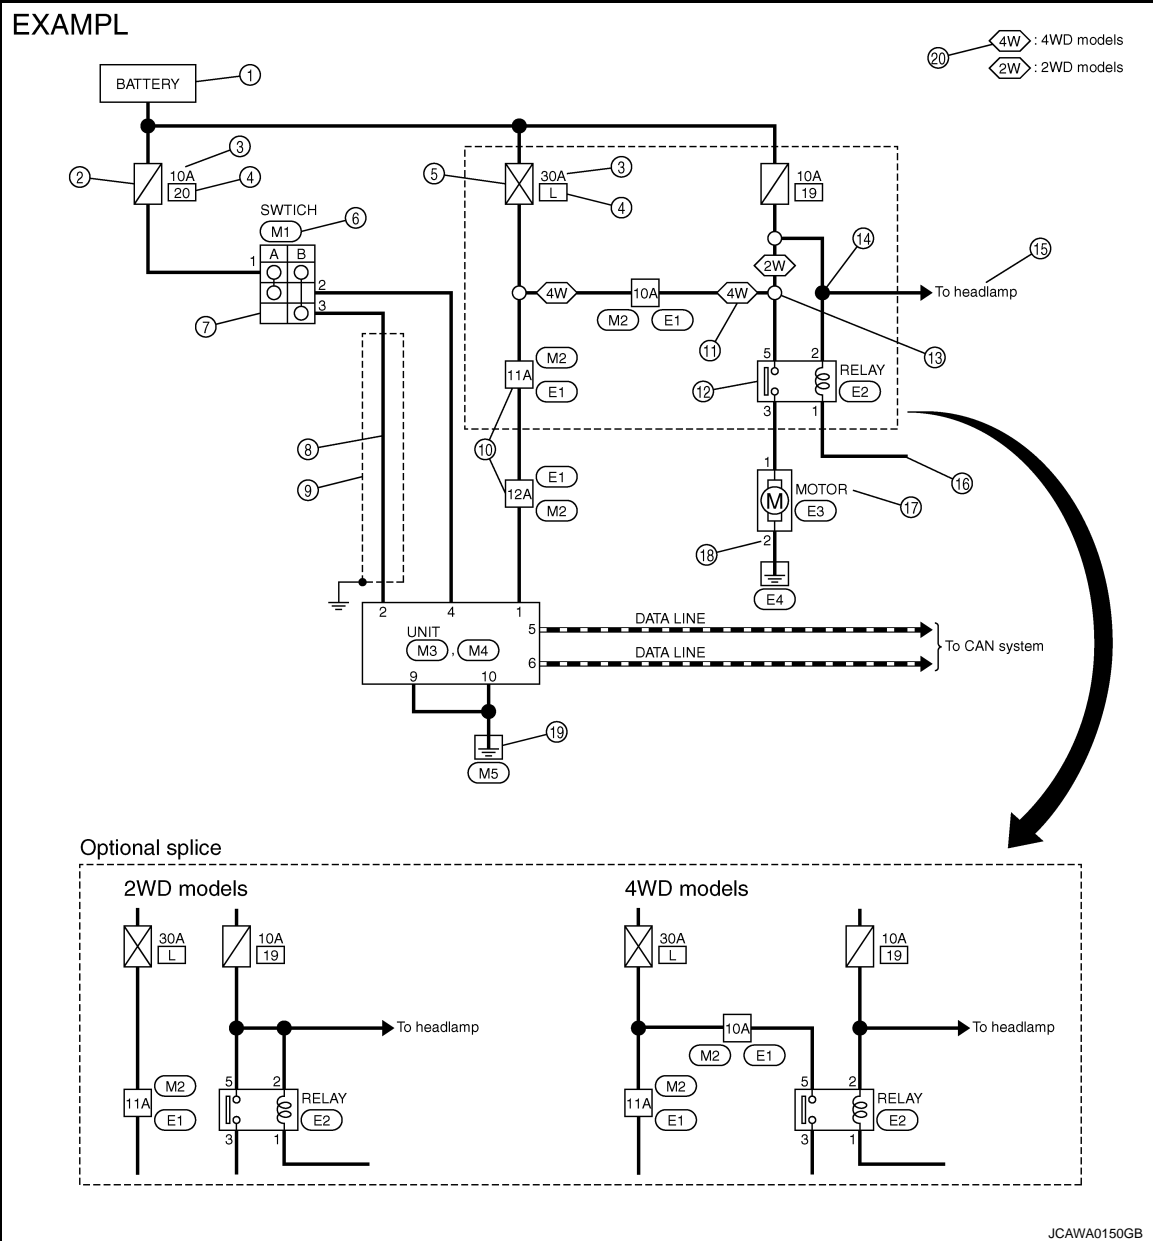 EXAMPL
20
4W : 4WD models
2W : 2WD models
BATTERY
1
2
3
10A
20
4
5
30A
3
L
4
10A
19
SWTICH
M1
6
A B
1
2
3
7
14
15
2W
4W
10A
4W
To headlamp
M2
E1
11
13
5
2
RELAY
E2
12
3
1
M2
11A
E1
8
9
10
E1
12A
M2
16
1
M
MOTOR
E3
17
18
2
E4
2
4
1
UNIT
M3 , M4
5
DATA LINE
6
DATA LINE
To CAN system
9
10
19
M5
Optional splice
2WD models
30A
L
10A
19
To headlamp
M2
11A
E1
5
2
RELAY
E2
3
1
4WD models
30A
L
10A
19
10A
M2
E1
To headlamp
M2
11A
E1
5
2
RELAY
E2
3
1
JCAWA0150GB